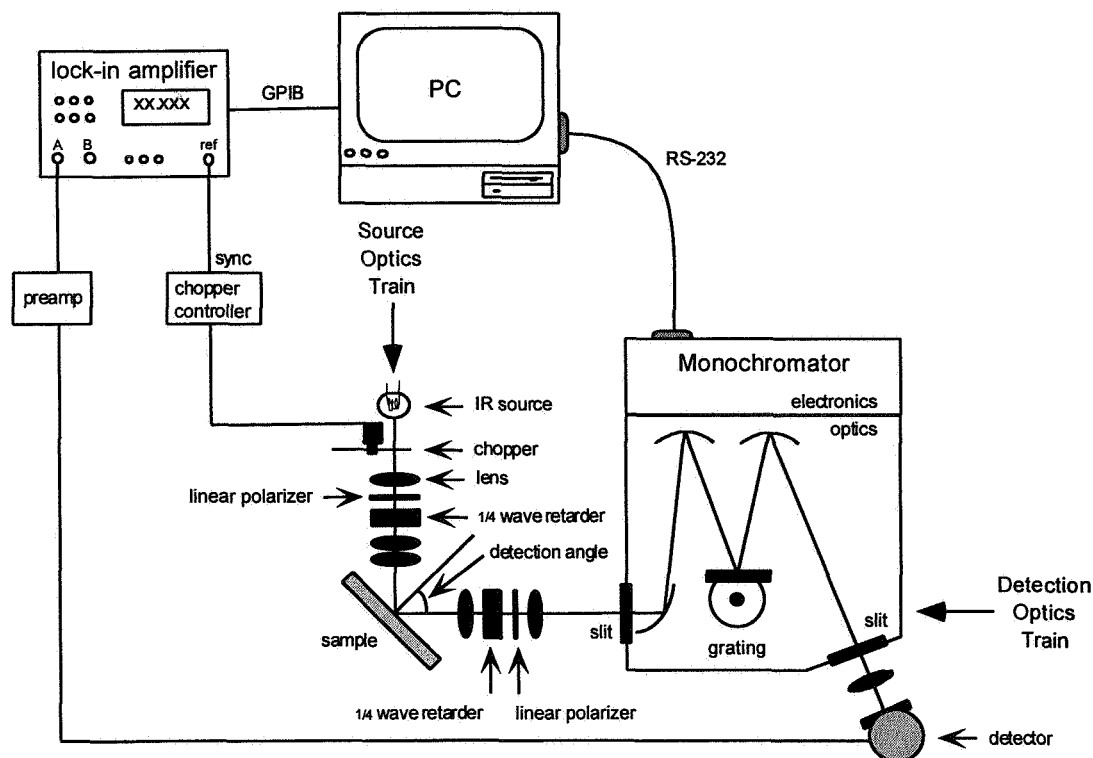 lock-in amplifier
XX.XXX
A
B
ref
GPIB
PC
RS-232
Source
Optics
Train
sync
preamp
chopper
controller
Monochromator
electronics
optics
IR source
chopper
lens
linear polarizer
1/4 wave retarder
detection angle
sample
slit
grating
slit
Detection
Optics
Train
1/4 wave retarder
linear polarizer
detector